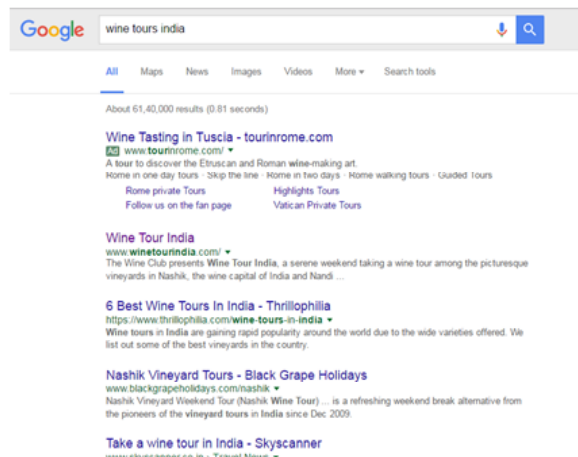 Google wine tours india
All Maps News Images Videos More ▾ Search tools
About 61,40,000 results (0.81 seconds)
Wine Tasting in Tuscia - tourinrome.com
Ad www.tourinrome.com/ ▾
A tour to discover the Etruscan and Roman wine-making art.
Rome in one day tours · Skip the line · Rome in two days · Rome walking tours · Guided Tours
Rome private Tours Highlights Tours
Follow us on the fan page Vatican Private Tours
Wine Tour India
www.winetourindia.com/ ▾
The Wine Club presents Wine Tour India, a serene weekend taking a wine tour among the picturesque
vineyards in Nashik, the wine capital of India and Nandi ...
6 Best Wine Tours In India - Thrillophilia
https://www.thrillophilia.com/wine-tours-in-india ▾
Wine tours in India are gaining rapid popularity around the world due to the wide varieties offered. We
list out some of the best vineyards in the country.
Nashik Vineyard Tours - Black Grape Holidays
www.blackgrapeholidays.com/nashik ▾
Nashik Vineyard Weekend Tour (Nashik Wine Tour) ... is a refreshing weekend break alternative from
the pioneers of the vineyard tours in India since Dec 2009.
Take a wine tour in India - Skyscanner
www.skyscanner.co.in › Travel News ▾